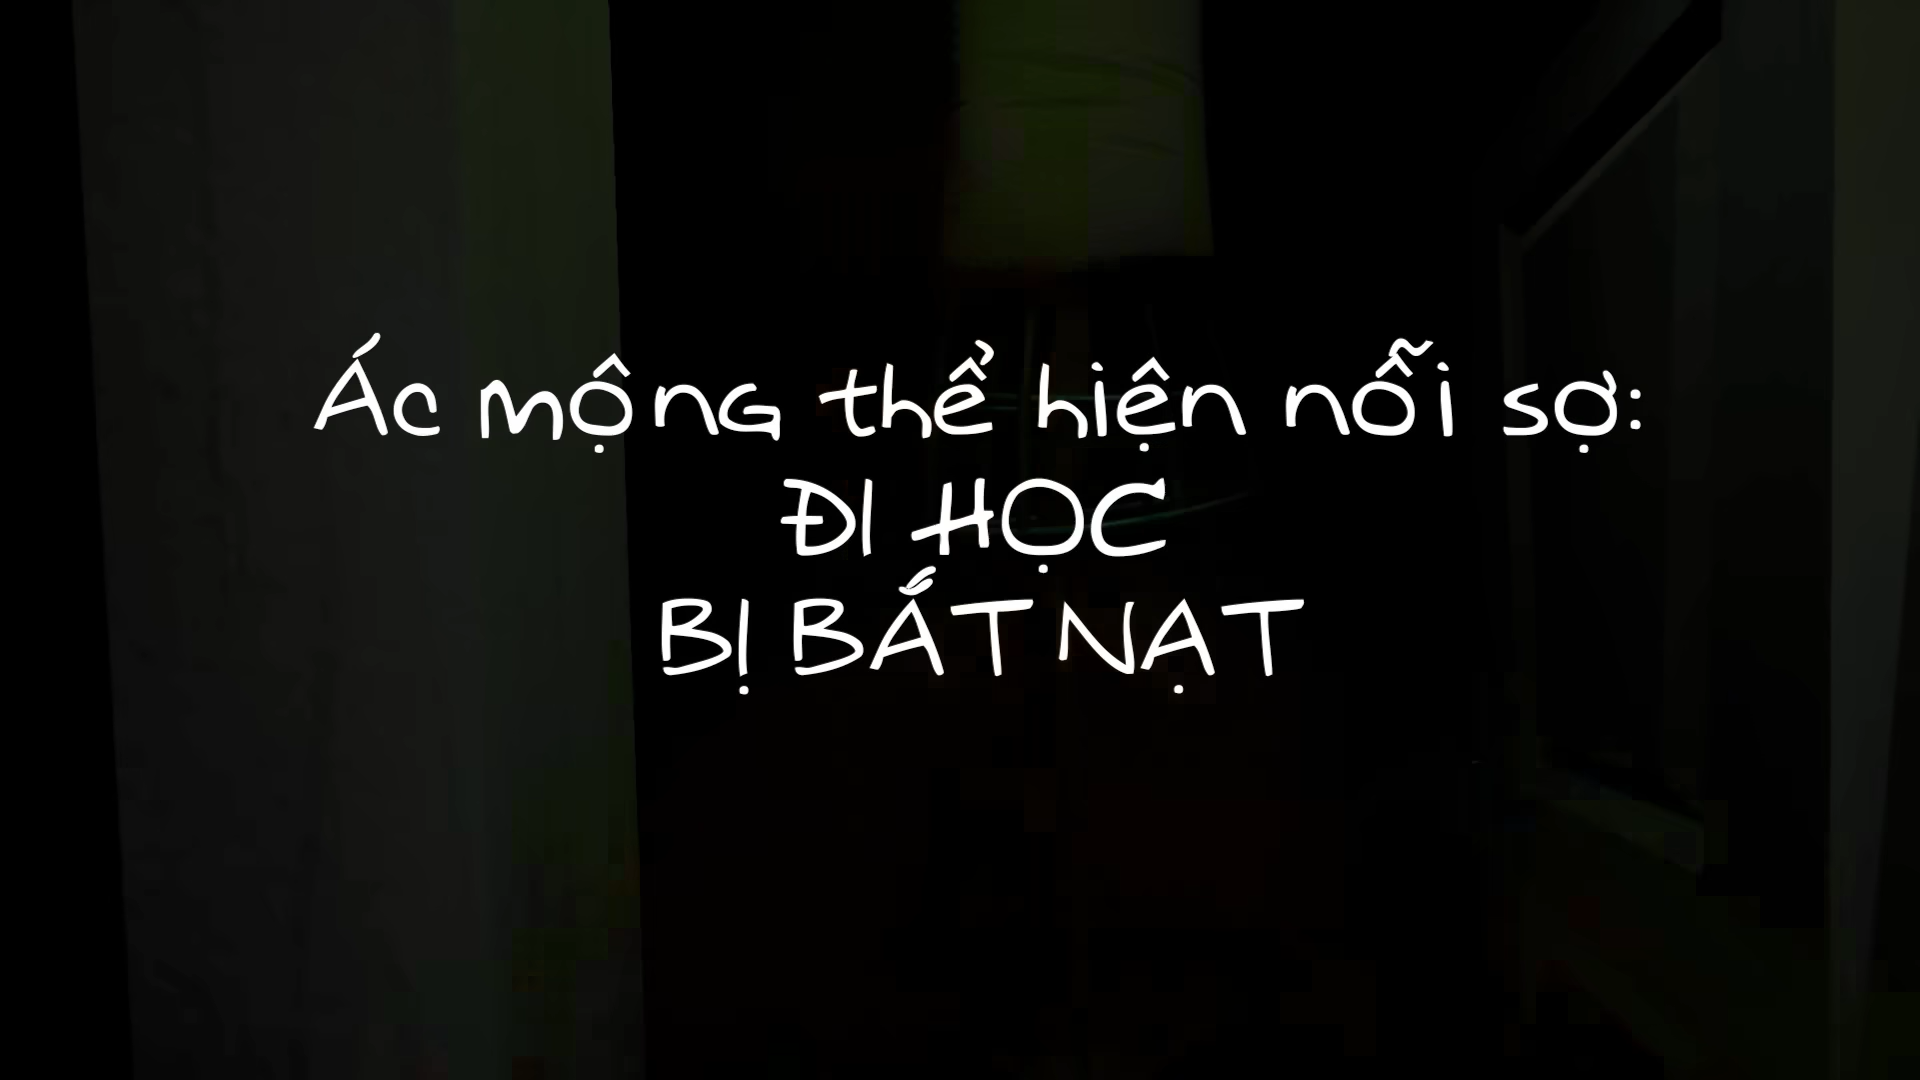 Ác mộng thể hiện nỗi sợ:
ĐI HỌC
BỊ BẮT NẠT